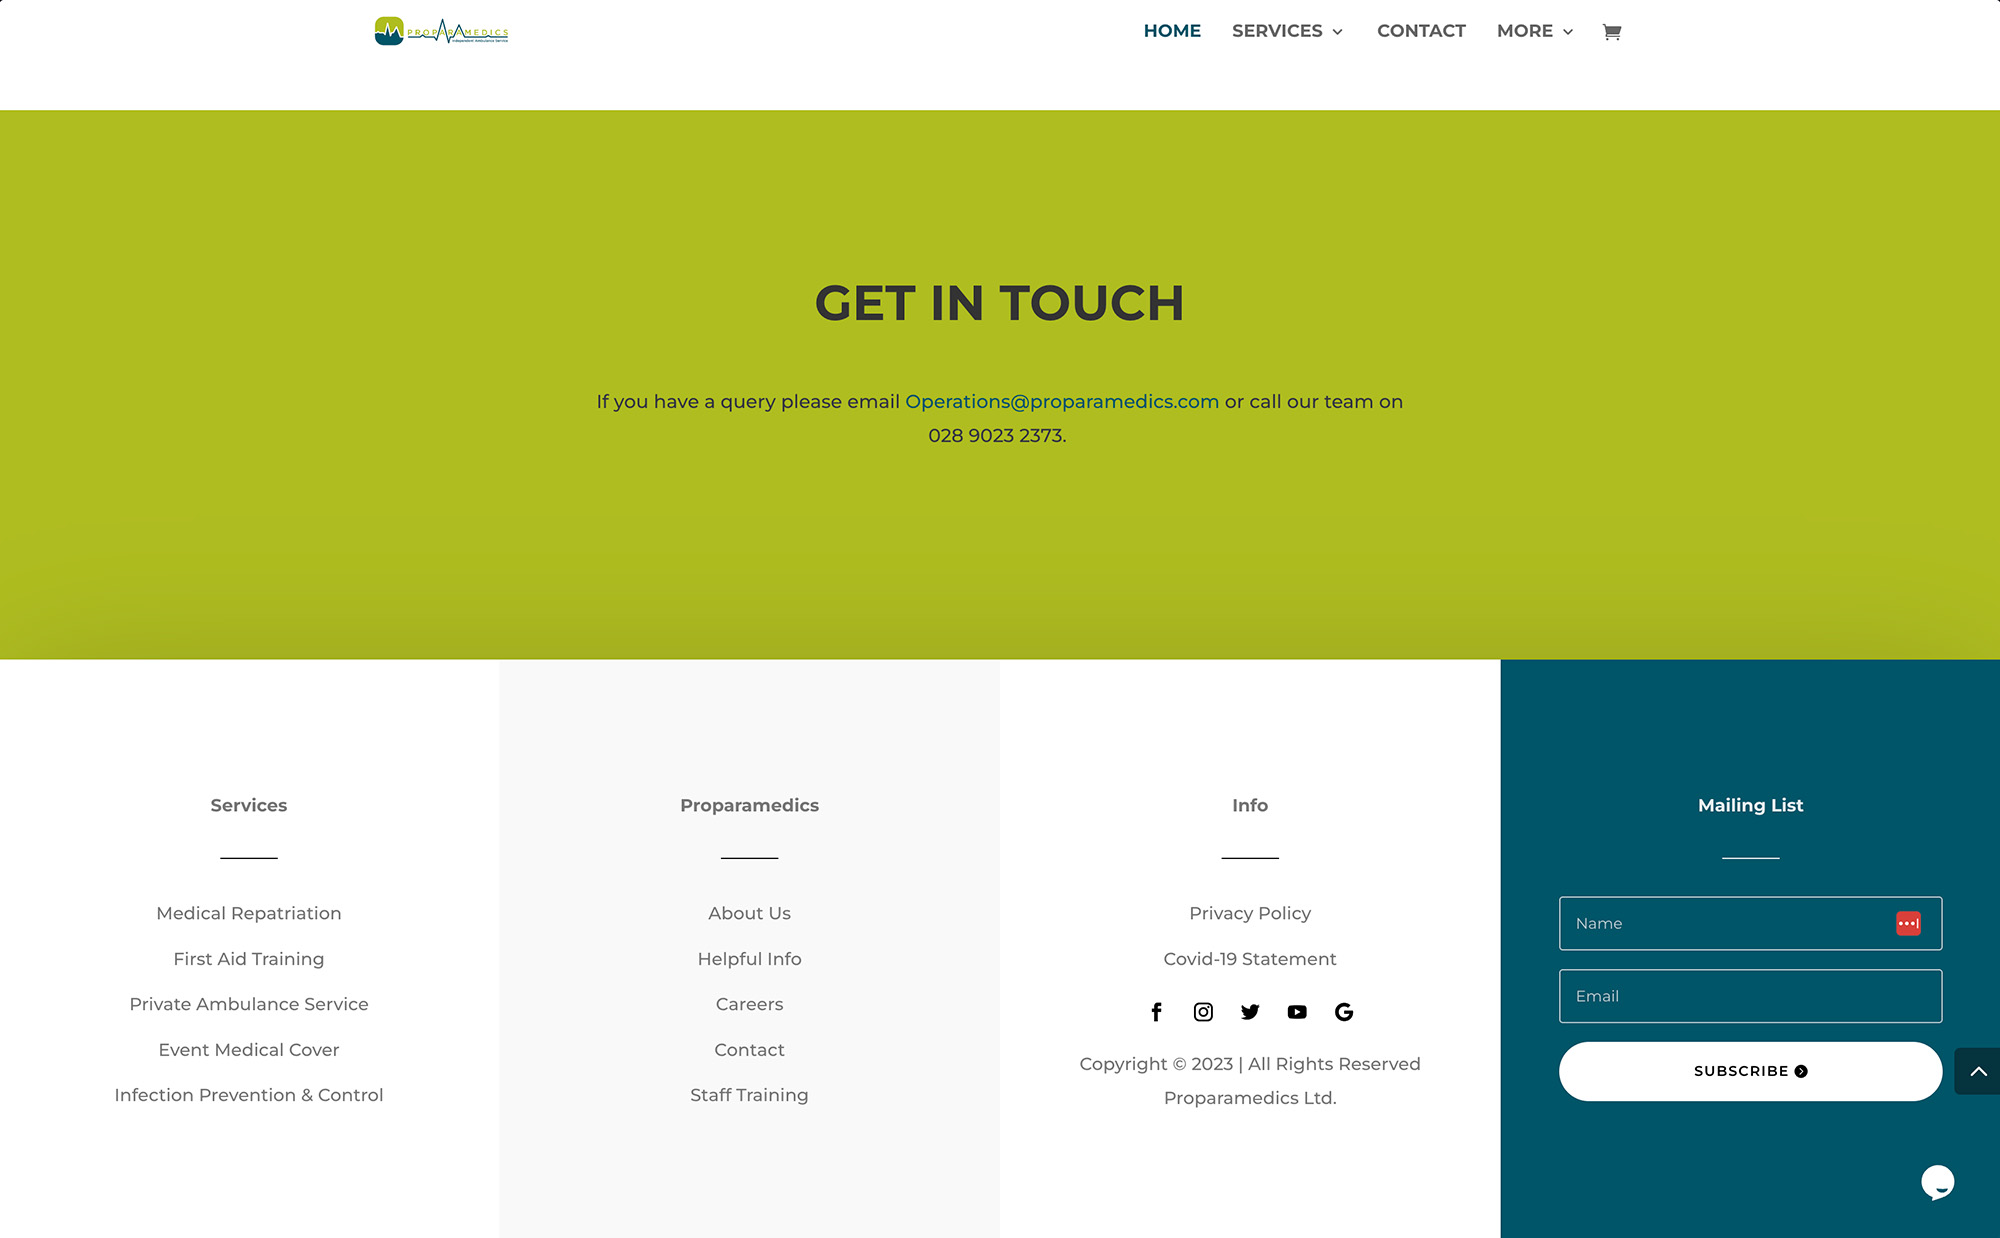 PROPARAMEDICS
Independent Ambulance Service
HOME SERVICES CONTACT MORE
GET IN TOUCH
If you have a query please email Operations@proparamedics.com or call our team on
028 9023 2373.
Services
Medical Repatriation
First Aid Training
Private Ambulance Service
Event Medical Cover
Infection Prevention & Control
Proparamedics
About Us
Helpful Info
Careers
Contact
Staff Training
Info
Privacy Policy
Covid-19 Statement
Copyright © 2023 | All Rights Reserved
Proparamedics Ltd.
Mailing List
Name
Email
SUBSCRIBE